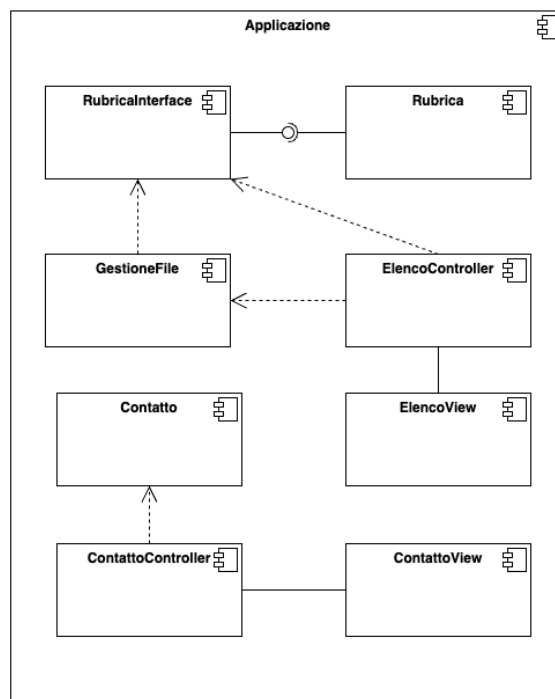 Applicazione
RubricaInterface
Rubrica
GestioneFile
ElencoController
Contatto
ElencoView
ContattoController
ContattoView